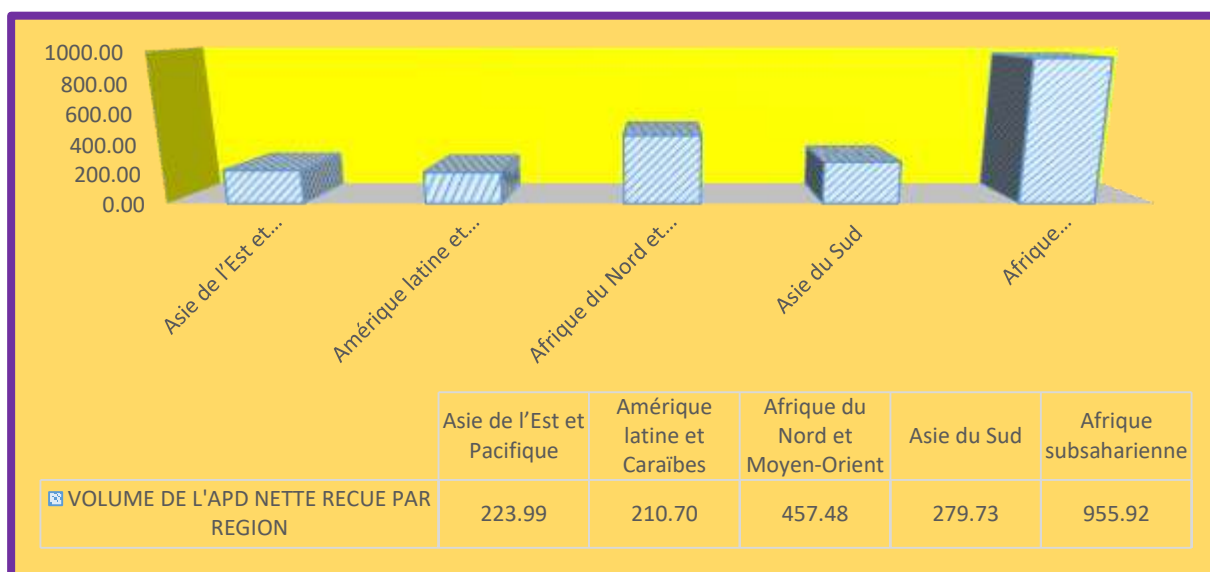 1000.00
800.00
600.00
400.00
200.00
0.00
Asie de l'Est et...
Amérique latine et...
Afrique du Nord et...
Asie du Sud
Afrique...
Asie de l'Est et
Pacifique
Amérique
latine et
Caraïbes
Afrique du
Nord et
Moyen-Orient
Asie du Sud
Afrique
subsaharienne
VOLUME DE L'APD NETTE RECUE PAR
REGION
223.99
210.70
457.48
279.73
955.92